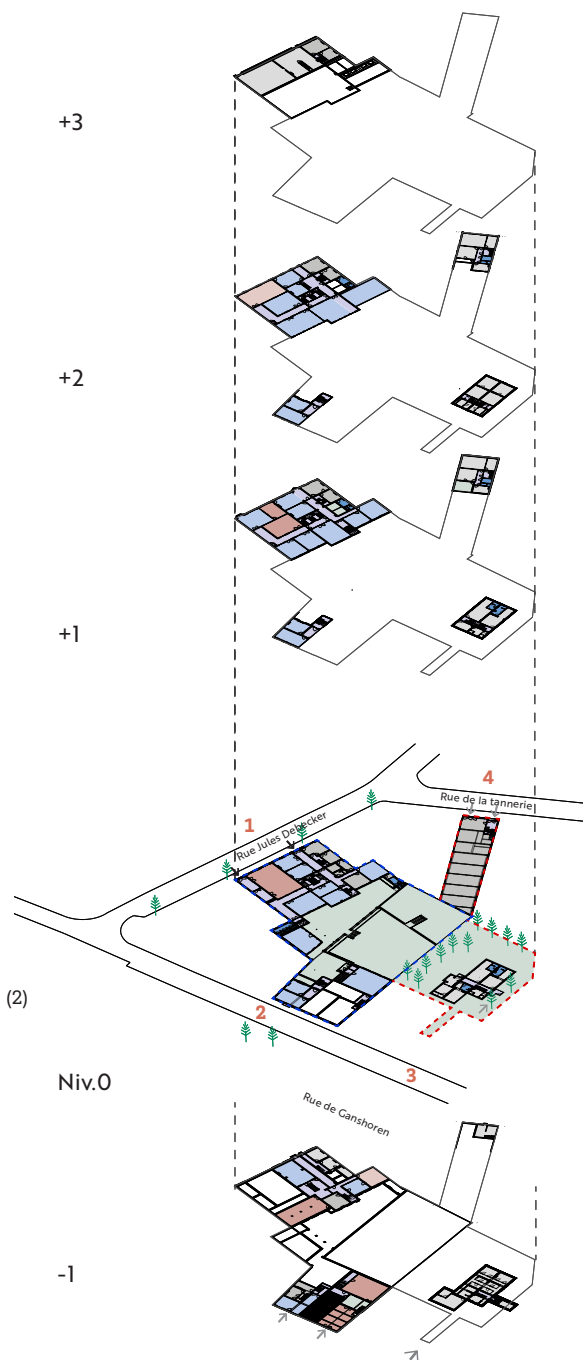 +3
+2
+1
4
Rue de la tannerie
1
Rue Jules Debecker
(2)
2
3
Niv.0
Rue de Ganshoren
-1